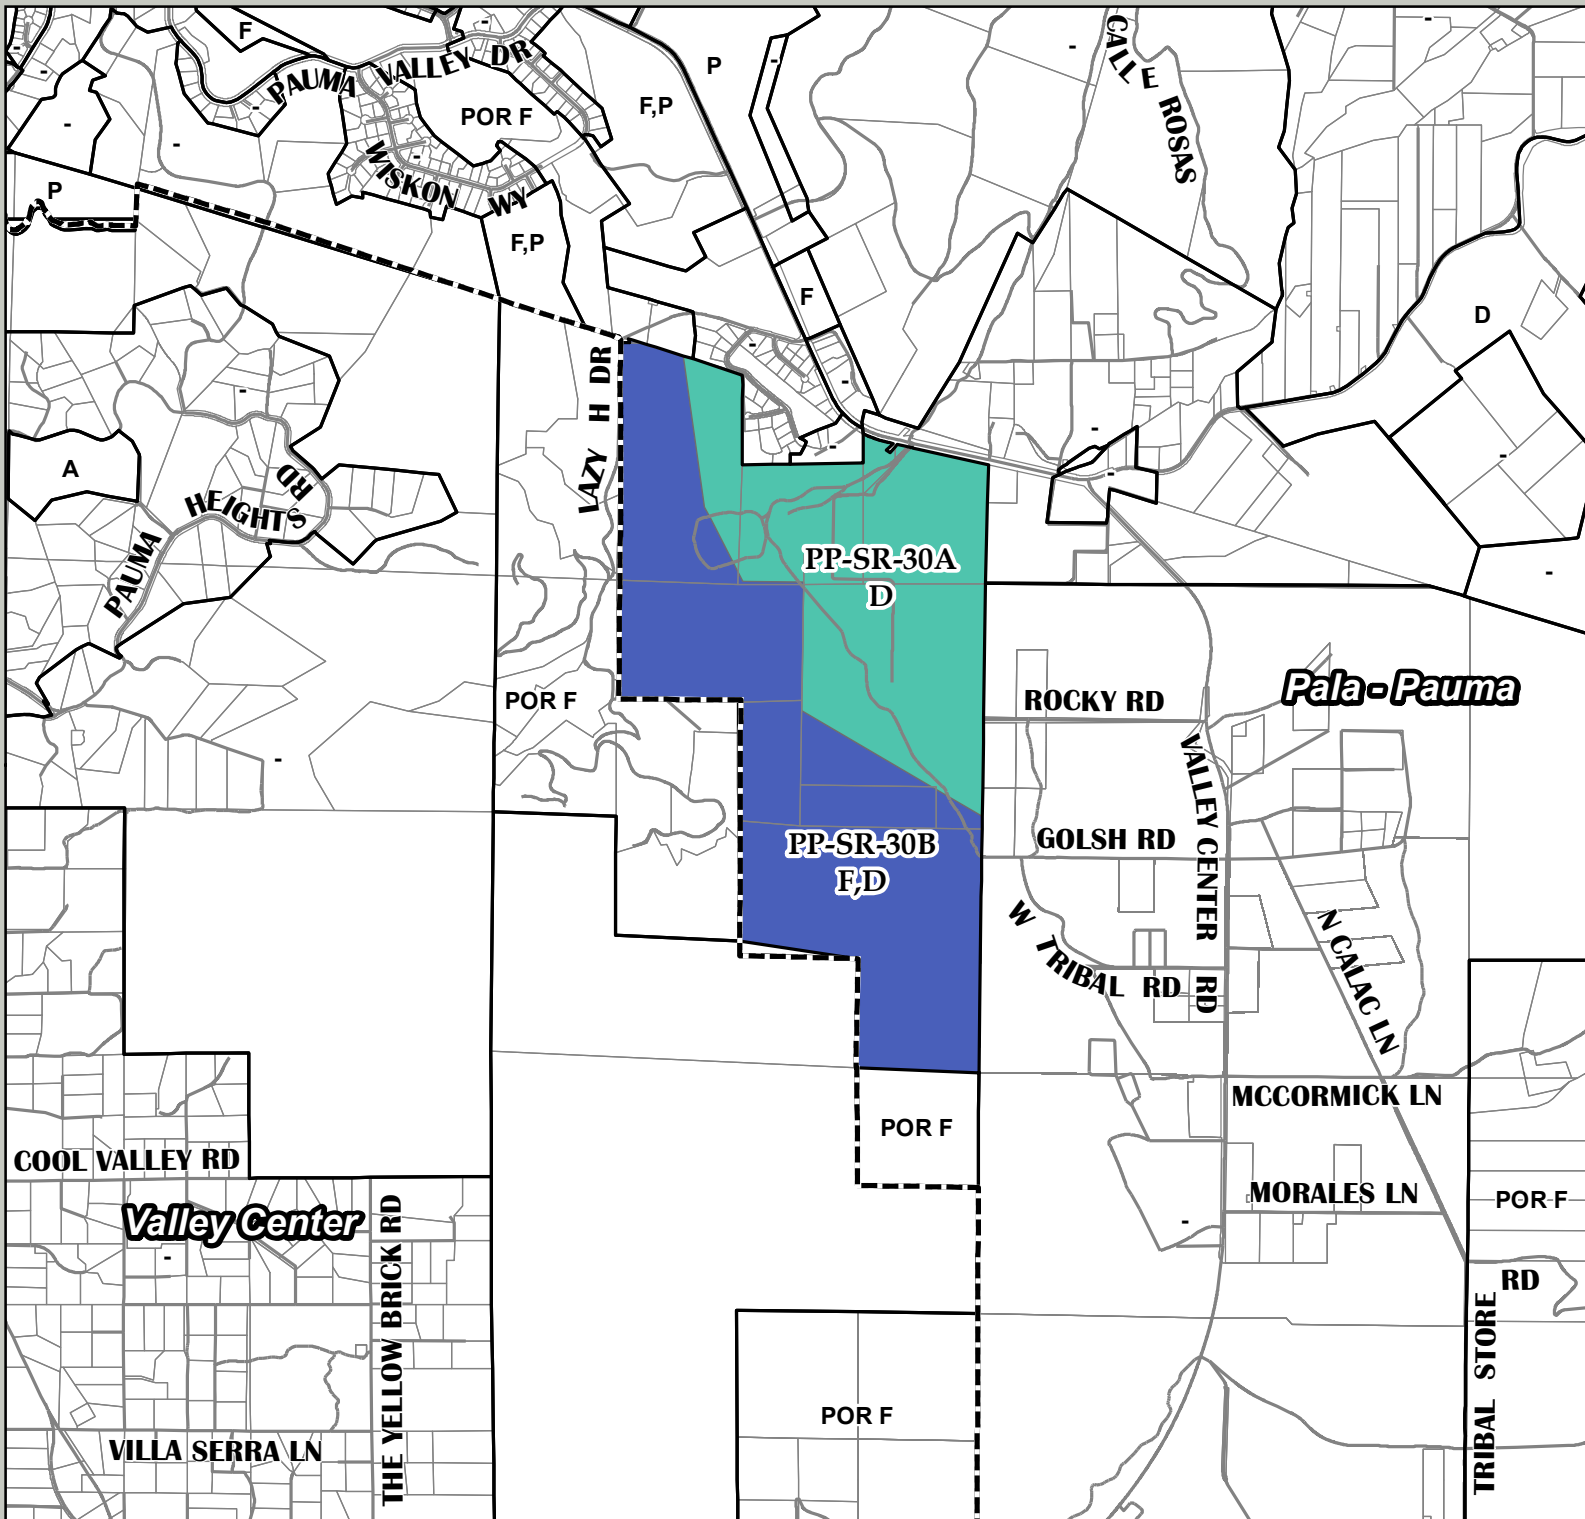 F
PAUMA VALLEY DR
P
-
-
-
-
-
-
-
-
F,P
POR F
CALLE ROSAS
-
-
WISKON WY
P
F,P
F
D
LAZY H DR
-
-
-
-
-
-
-
-
A
PAUMA HEIGHTS RD
PP-SR-30A
D
POR F
ROCKY RD
Pala - Pauma
-
VALLEY CENTER RD
GOLSH RD
PP-SR-30B
F,D
W TRIBAL RD
N CALAC LN
MCCORMICK LN
POR F
COOL VALLEY RD
MORALES LN
POR F
Valley Center
-
-
THE YELLOW BRICK RD
TRIBAL STORE RD
POR F
VILLA SERRA LN